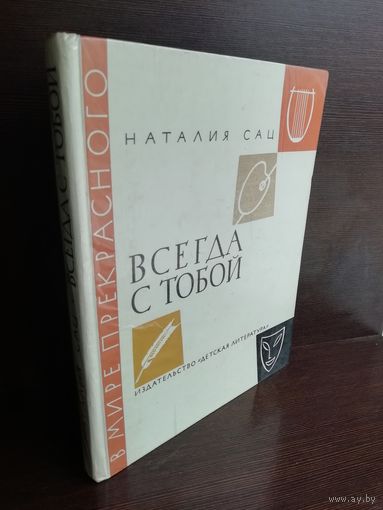 В МИРЕ ПРЕКРАСНОГО
НАТАЛИЯ САЦ
ВСЕГДА
С ТОБОЙ
ИЗДАТЕЛЬСТВО «ДЕТСКАЯ ЛИТЕРАТУРА»
ВСЕГДА С ТОБОЙ
www.ay.by